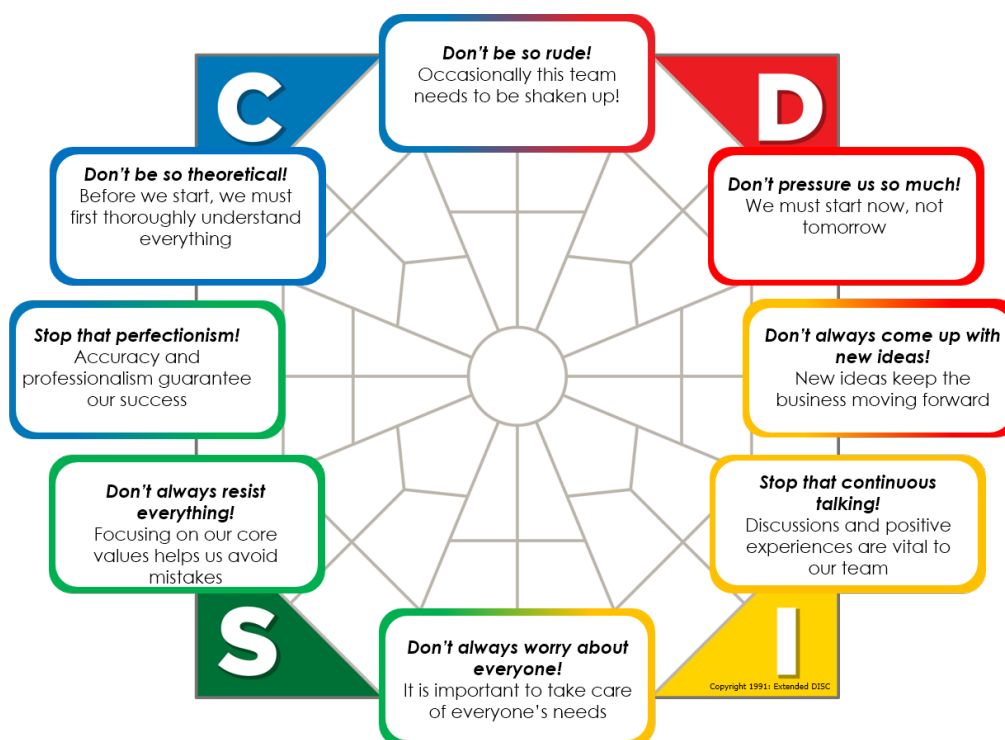 Don't be so rude!
Occasionally this team
needs to be shaken up!
C
D
Don't be so theoretical!
Before we start, we must
first thoroughly understand
everything
Don't pressure us so much!
We must start now, not
tomorrow
Stop that perfectionism!
Accuracy and
professionalism guarantee
our success
Don't always come up with
new ideas!
New ideas keep the
business moving forward
Don't always resist
everything!
Focusing on our core
values helps us avoid
mistakes
Stop that continuous
talking!
Discussions and positive
experiences are vital to
our team
S
I
Don't always worry about
everyone!
It is important to take care
of everyone's needs
Copyright 1991: Extended DISC